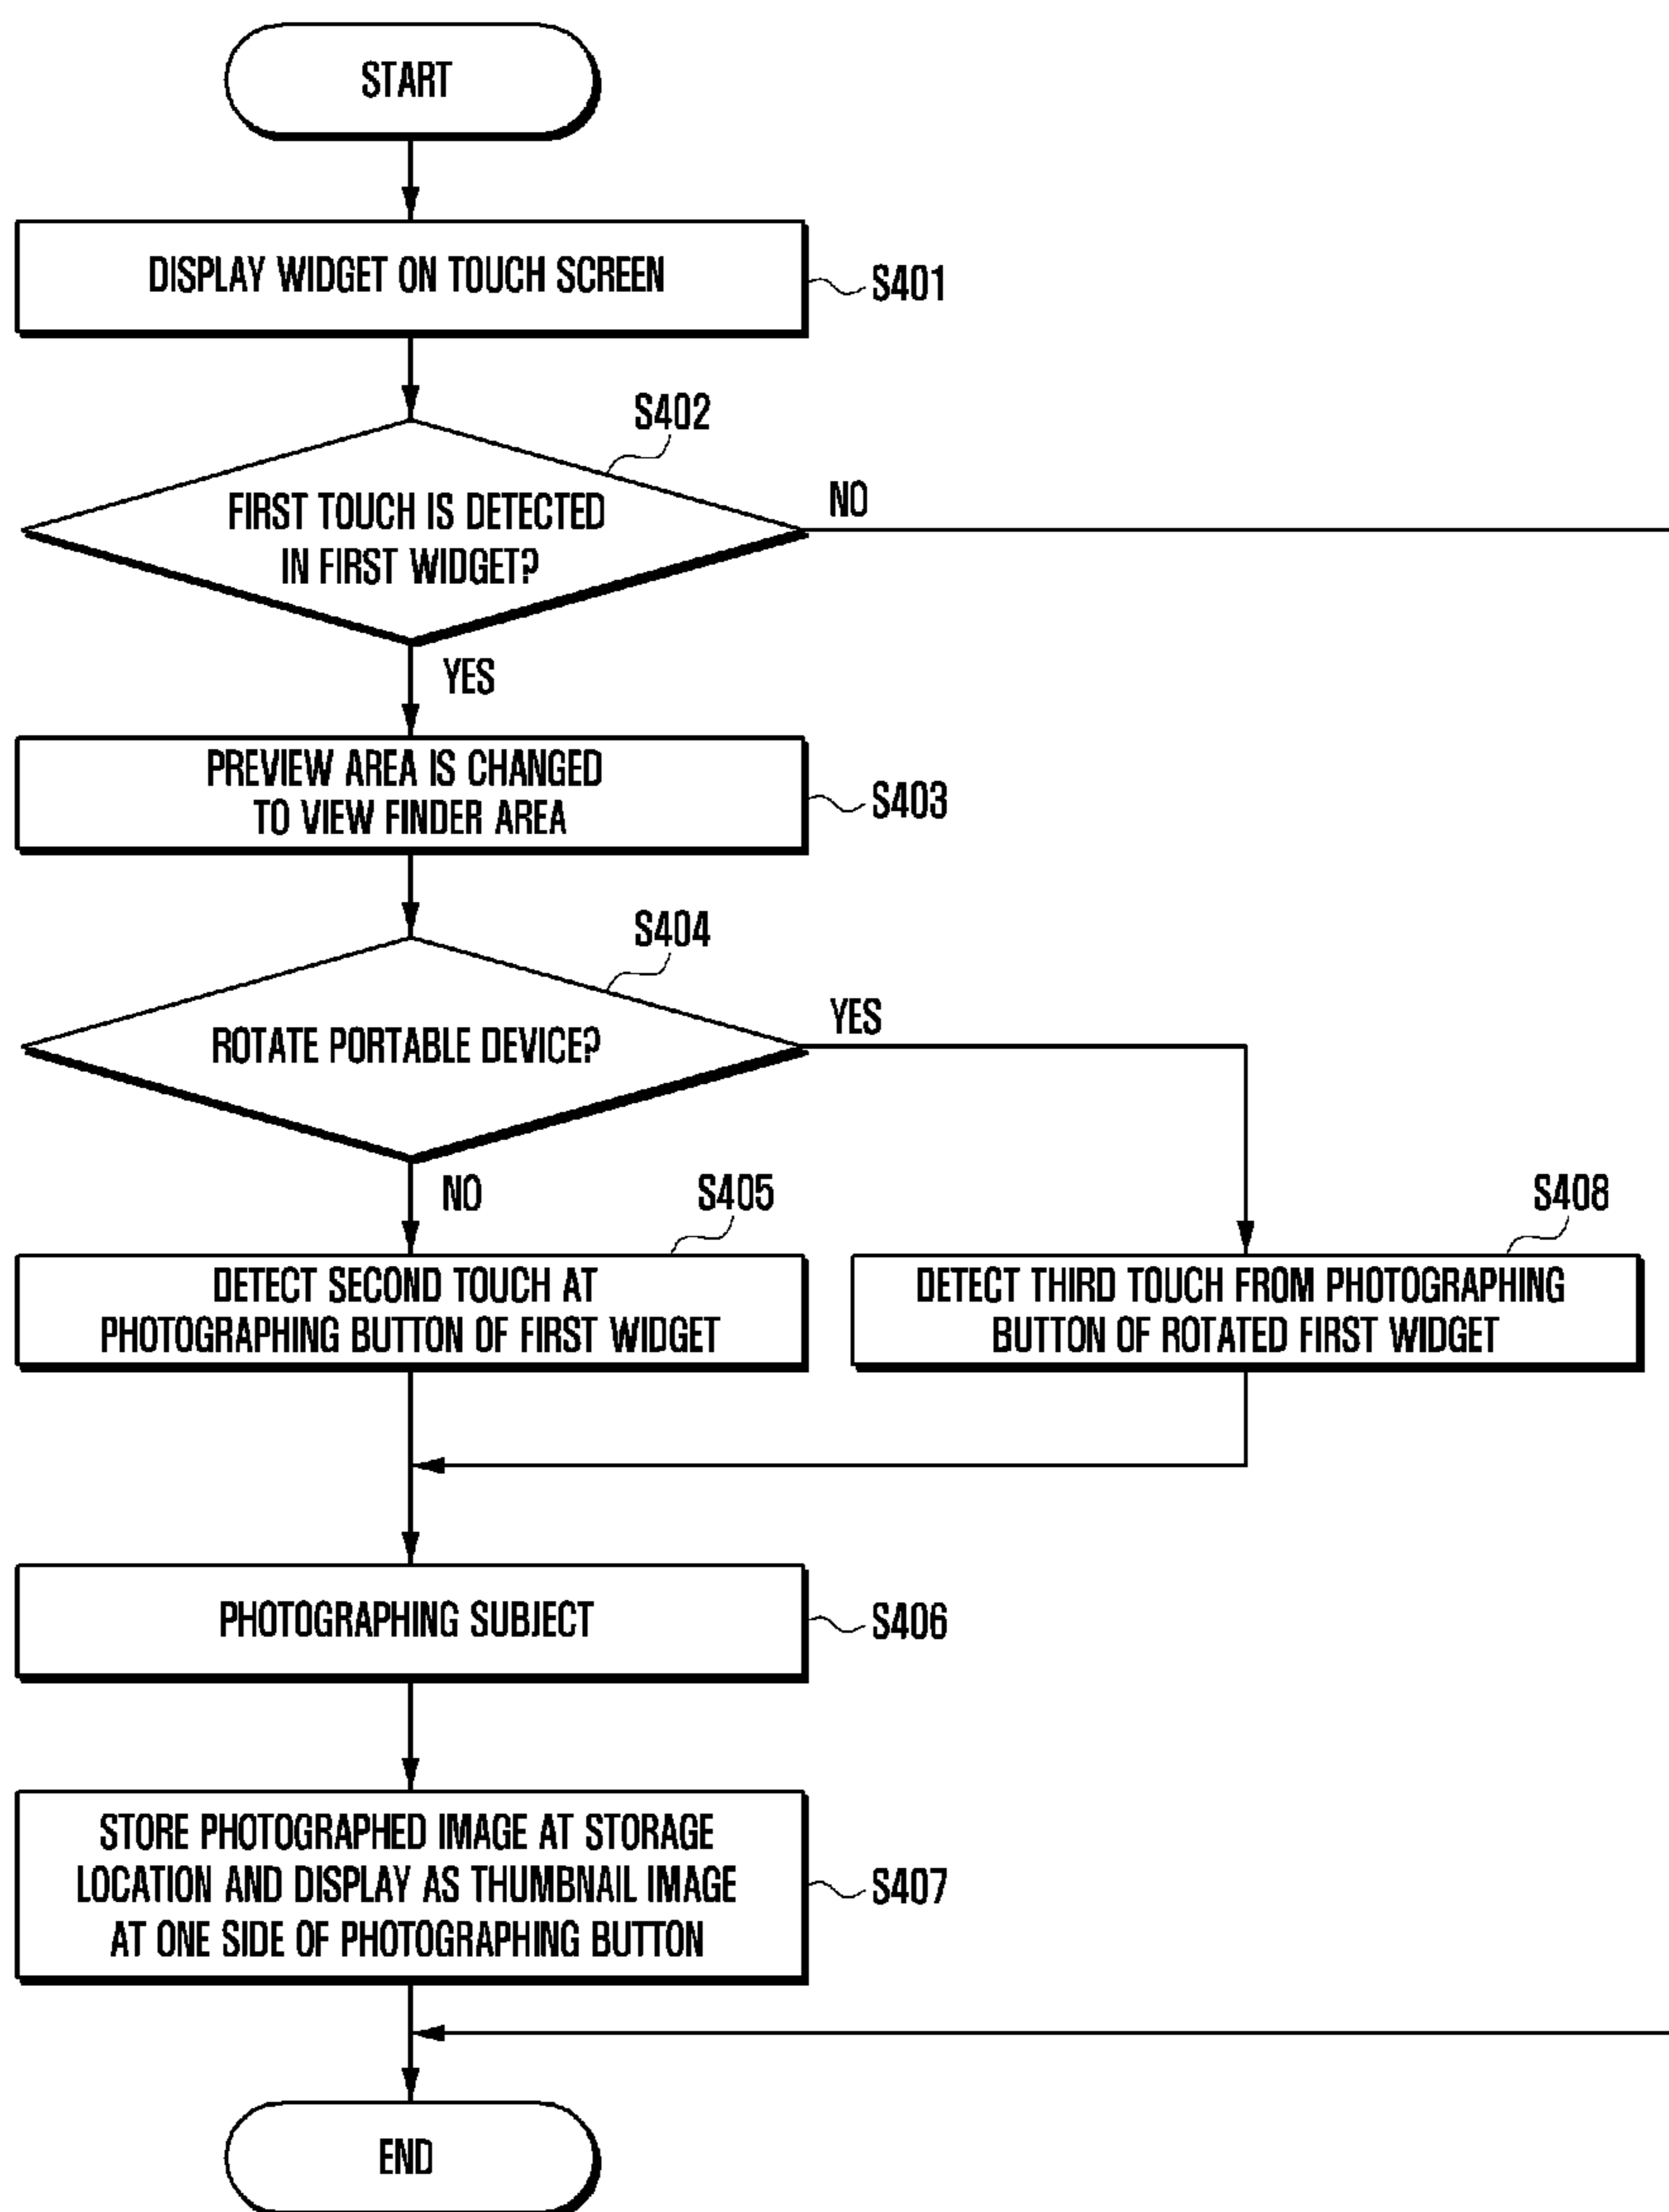 START
DISPLAY WIDGET ON TOUCH SCREEN
S401
S402
FIRST TOUCH IS DETECTED
IN FIRST WIDGET?
NO
YES
PREVIEW AREA IS CHANGED
TO VIEW FINDER AREA
S403
S404
ROTATE PORTABLE DEVICE?
YES
NO
S405
DETECT SECOND TOUCH AT
PHOTOGRAPHING BUTTON OF FIRST WIDGET
S408
DETECT THIRD TOUCH FROM PHOTOGRAPHING
BUTTON OF ROTATED FIRST WIDGET
PHOTOGRAPHING SUBJECT
S406
STORE PHOTOGRAPHED IMAGE AT STORAGE
LOCATION AND DISPLAY AS THUMBNAIL IMAGE
AT ONE SIDE OF PHOTOGRAPHING BUTTON
S407
END